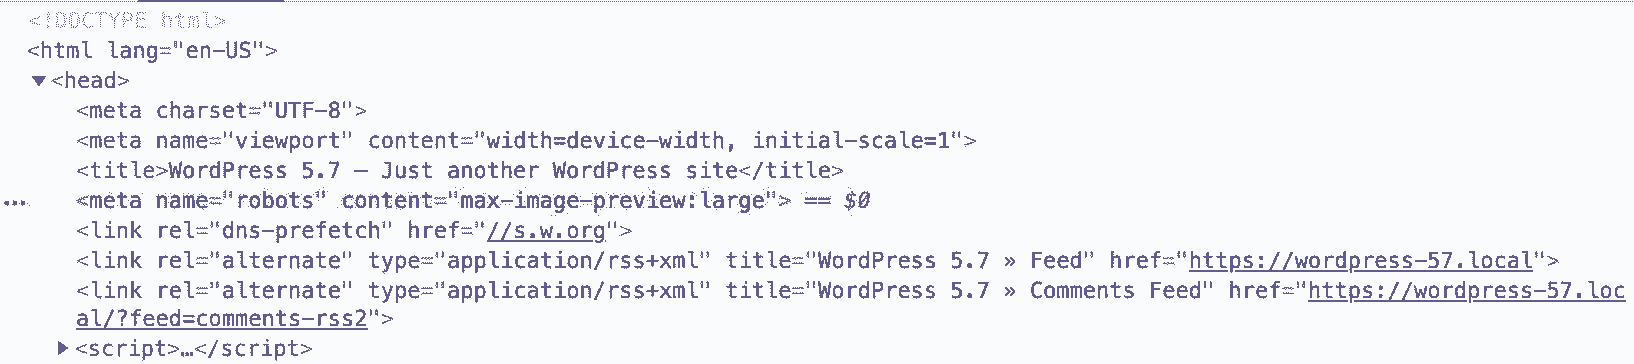 <!DOCTYPE html>
<html lang="en-US">
▼<head>
<meta charset="UTF-8">
<meta name="viewport" content="width=device-width, initial-scale=1">
<title>WordPress 5.7 – Just another WordPress site</title>
… <meta name="robots" content="max-image-preview:large"> == $0
<link rel="dns-prefetch" href="//s.w.org">
<link rel="alternate" type="application/rss+xml" title="WordPress 5.7 » Feed" href="https://wordpress-57.local">
<link rel="alternate" type="application/rss+xml" title="WordPress 5.7 » Comments Feed" href="https://wordpress-57.loc
al/?feed=comments-rss2">
▶<script>…</script>